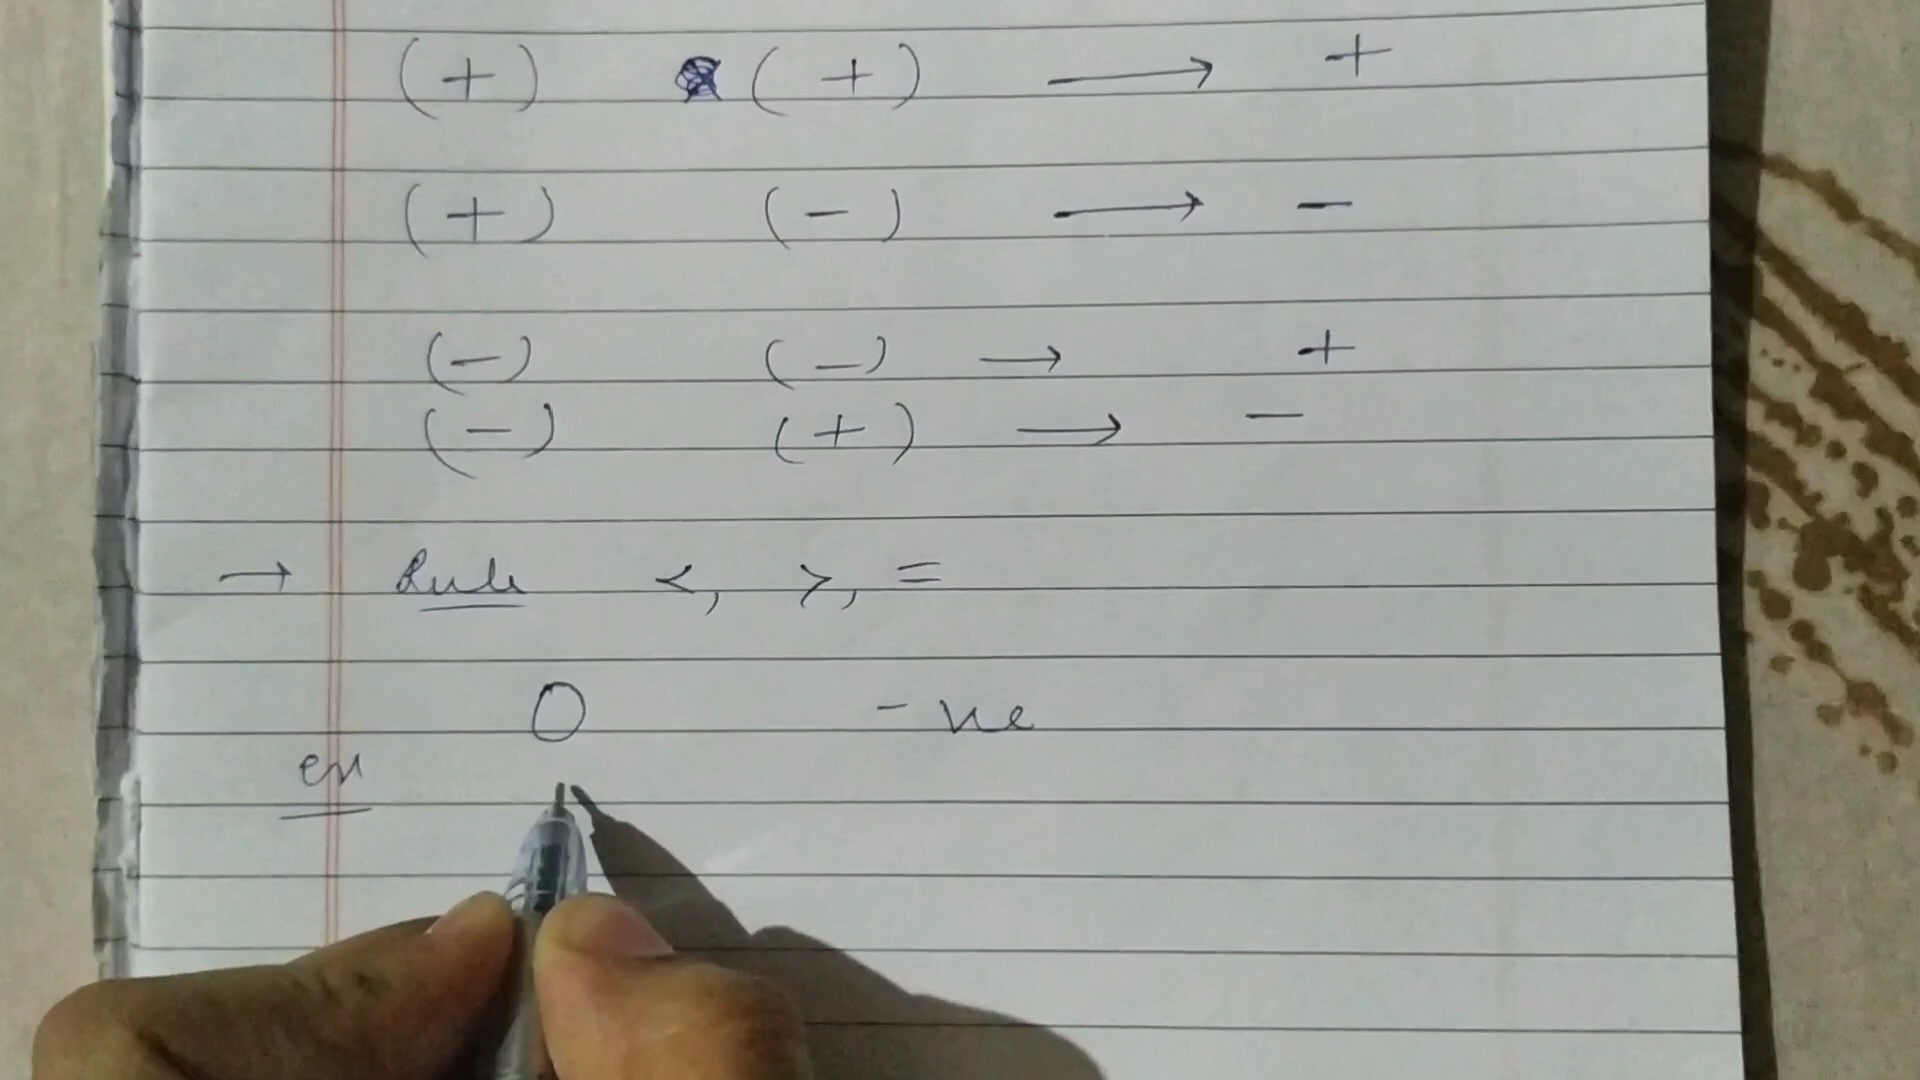 (+) (+) ⟶ +
(+) (-) ⟶ -
(-) (-) → +
(-) (+) ⟶ -
→ Rule <, >, =
0 -ve
ex